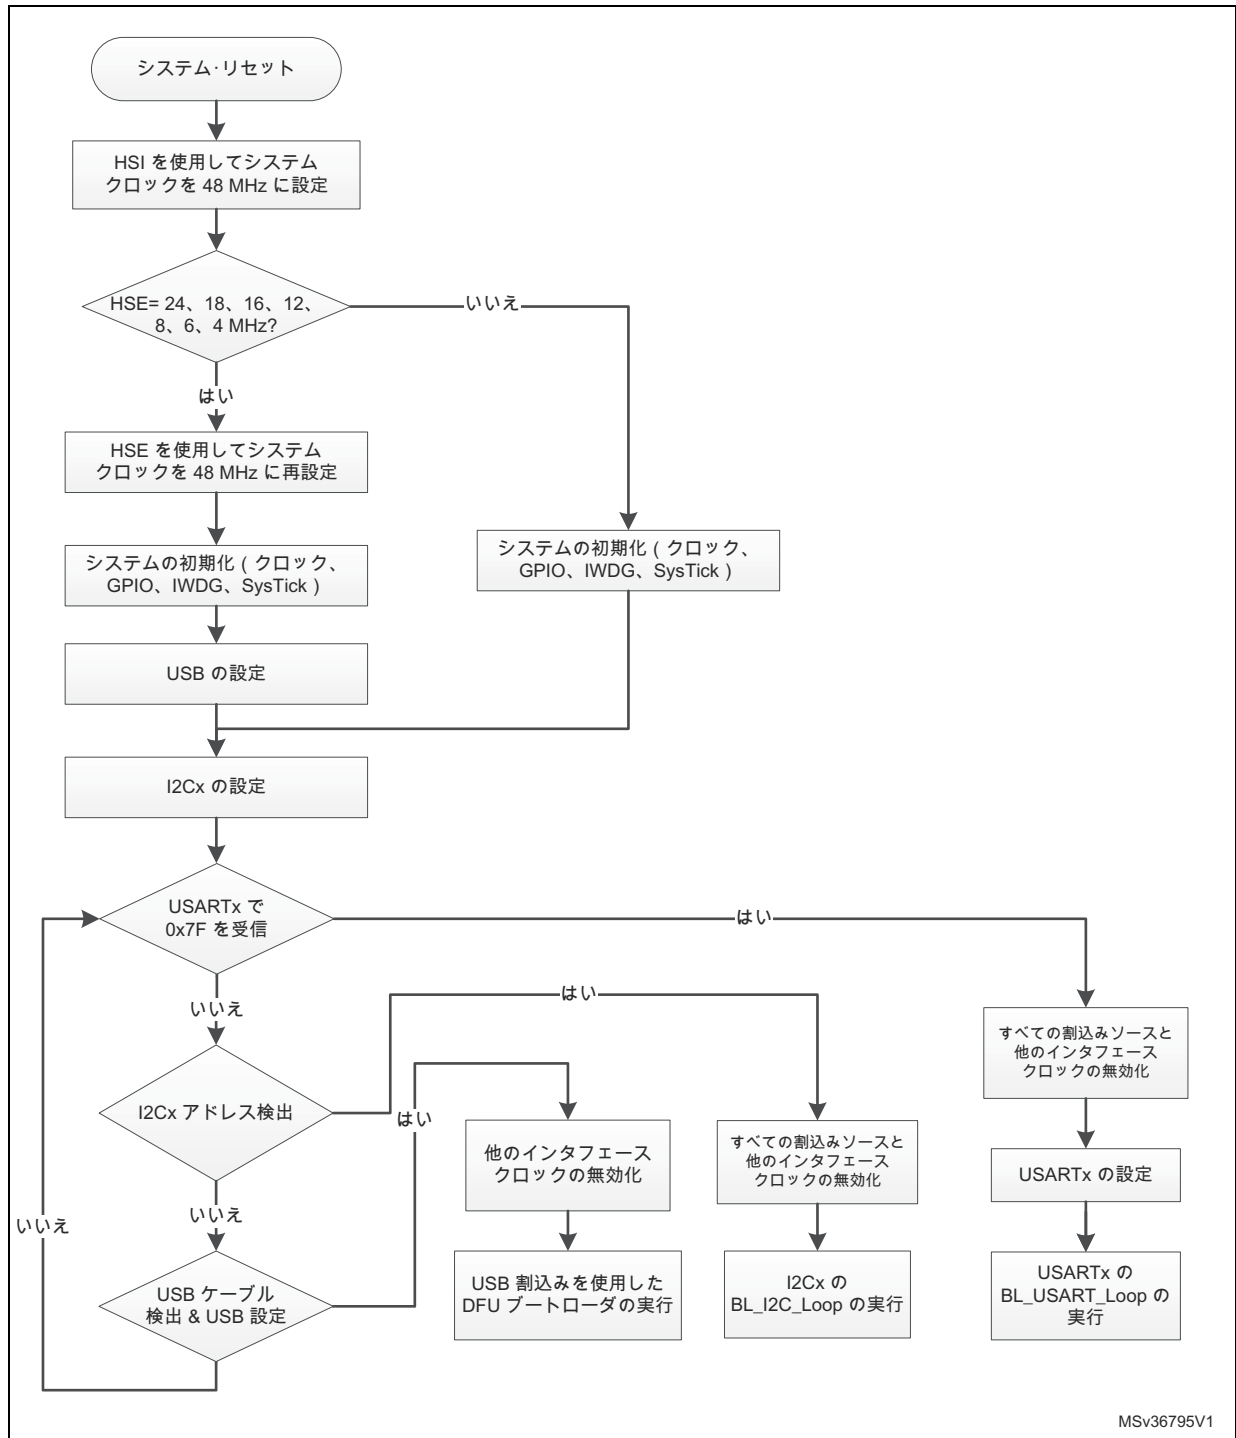 システム·リセット
HSI を使用してシステム
クロックを 48 MHz に設定
HSE= 24、18、16、12、
8、6、4 MHz?
いいえ
はい
HSE を使用してシステム
クロックを 48 MHz に再設定
システムの初期化 ( クロック、
GPIO、IWDG、SysTick )
システムの初期化 ( クロック、
GPIO、IWDG、SysTick )
USB の設定
I2Cx の設定
USARTx で
0x7F を受信
はい
いいえ
はい
すべての割込みソースと
他のインタフェース
クロックの無効化
I2Cx アドレス検出
はい
他のインタフェース
クロックの無効化
すべての割込みソースと
他のインタフェース
クロックの無効化
USARTx の設定
いいえ
いいえ
USB ケーブル
検出 & USB 設定
USB 割込みを使用した
DFU ブートローダの実行
I2Cx の
BL_I2C_Loop の実行
USARTx の
BL_USART_Loop の
実行
MSv36795V1